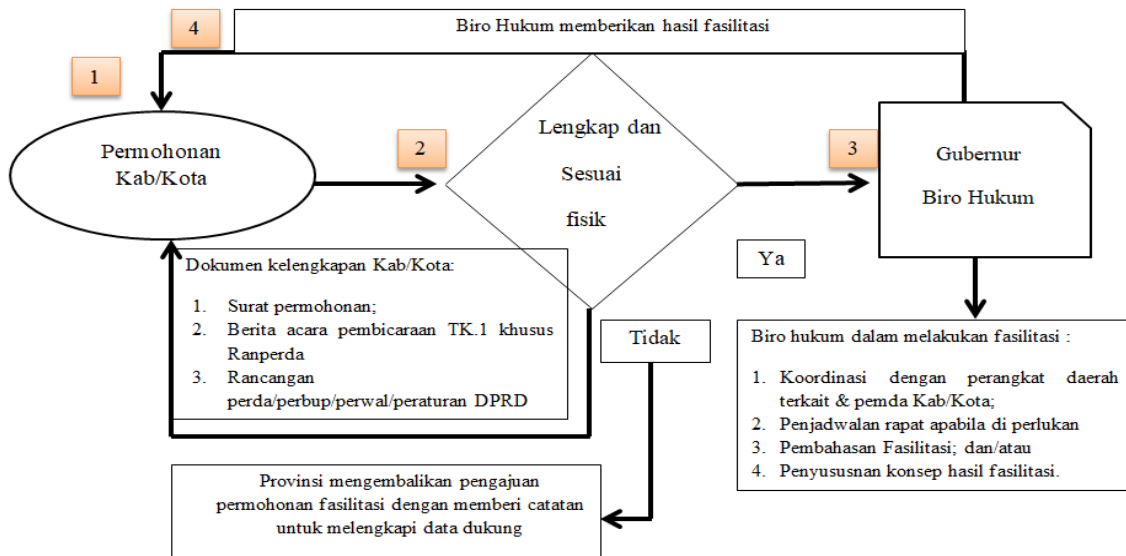 4
Biro Hukum memberikan hasil fasilitasi
1
Permohonan
Kab/Kota
2
Lengkap dan
Sesuai
fisik
3
Gubernur
Biro Hukum
Ya
Tidak
Dokumen kelengkapan Kab/Kota:
1. Surat permohonan;
2. Berita acara pembicaraan TK.1 khusus
Ranperda
3. Rancangan
perda/perbup/perwal/peraturan DPRD
Biro hukum dalam melakukan fasilitasi :
1. Koordinasi dengan perangkat daerah
terkait & pemda Kab/Kota;
2. Penjadwalan rapat apabila di perlukan
3. Pembahasan Fasilitasi; dan/atau
4. Penyususnan konsep hasil fasilitasi.
Provinsi mengembalikan pengajuan
permohonan fasilitasi dengan memberi catatan
untuk melengkapi data dukung